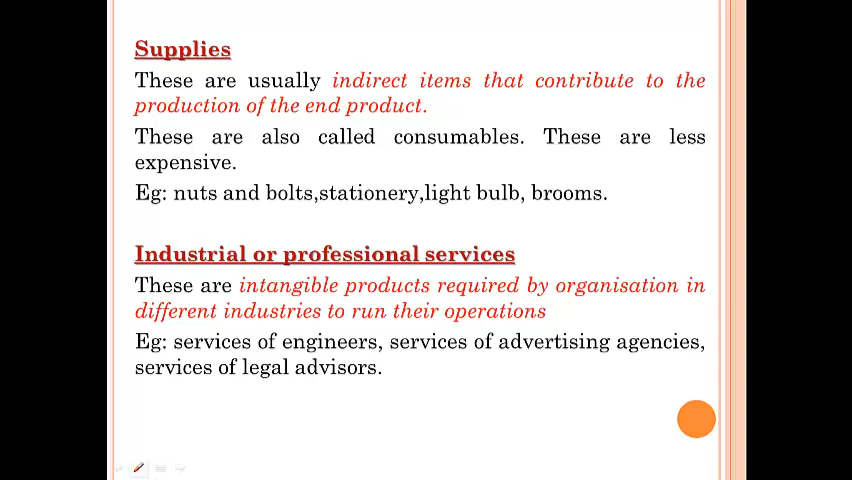 Supplies
These are usually indirect items that contribute to the
production of the end product.
These are also called consumables. These are less
expensive.
Eg: nuts and bolts,stationery,light bulb, brooms.
Industrial or professional services
These are intangible products required by organisation in
different industries to run their operations
Eg: services of engineers, services of advertising agencies,
services of legal advisors.